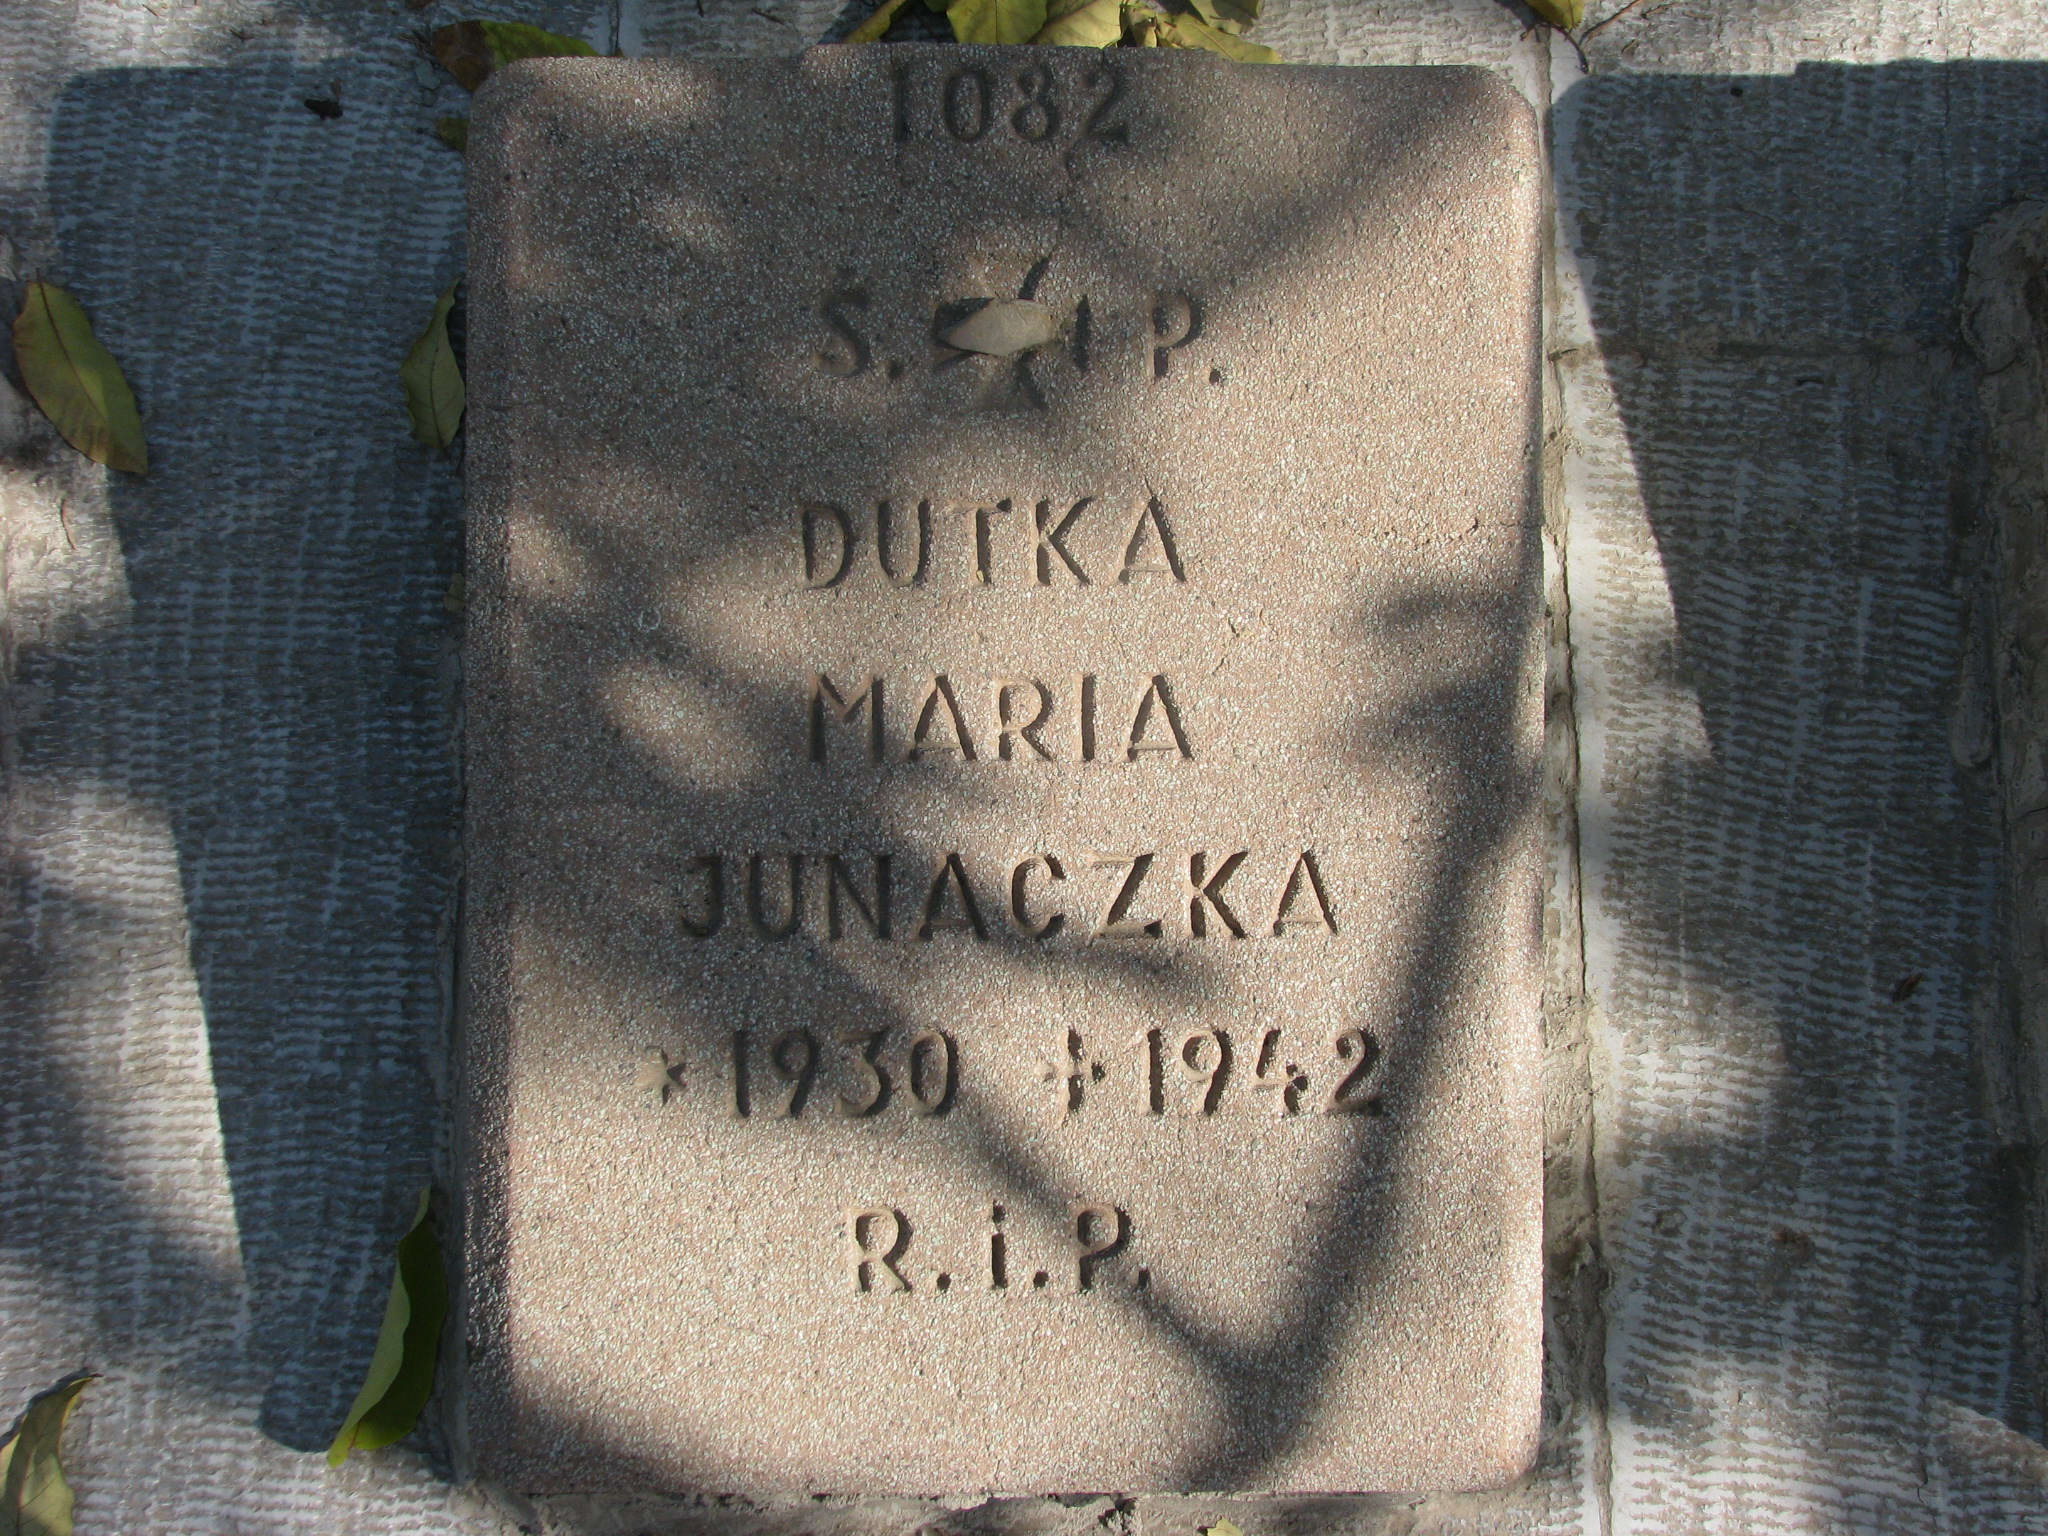 1082
S. P.
DUTKA
MARIA
JUNACZKA
* 1930 + 1942
R.i.P.